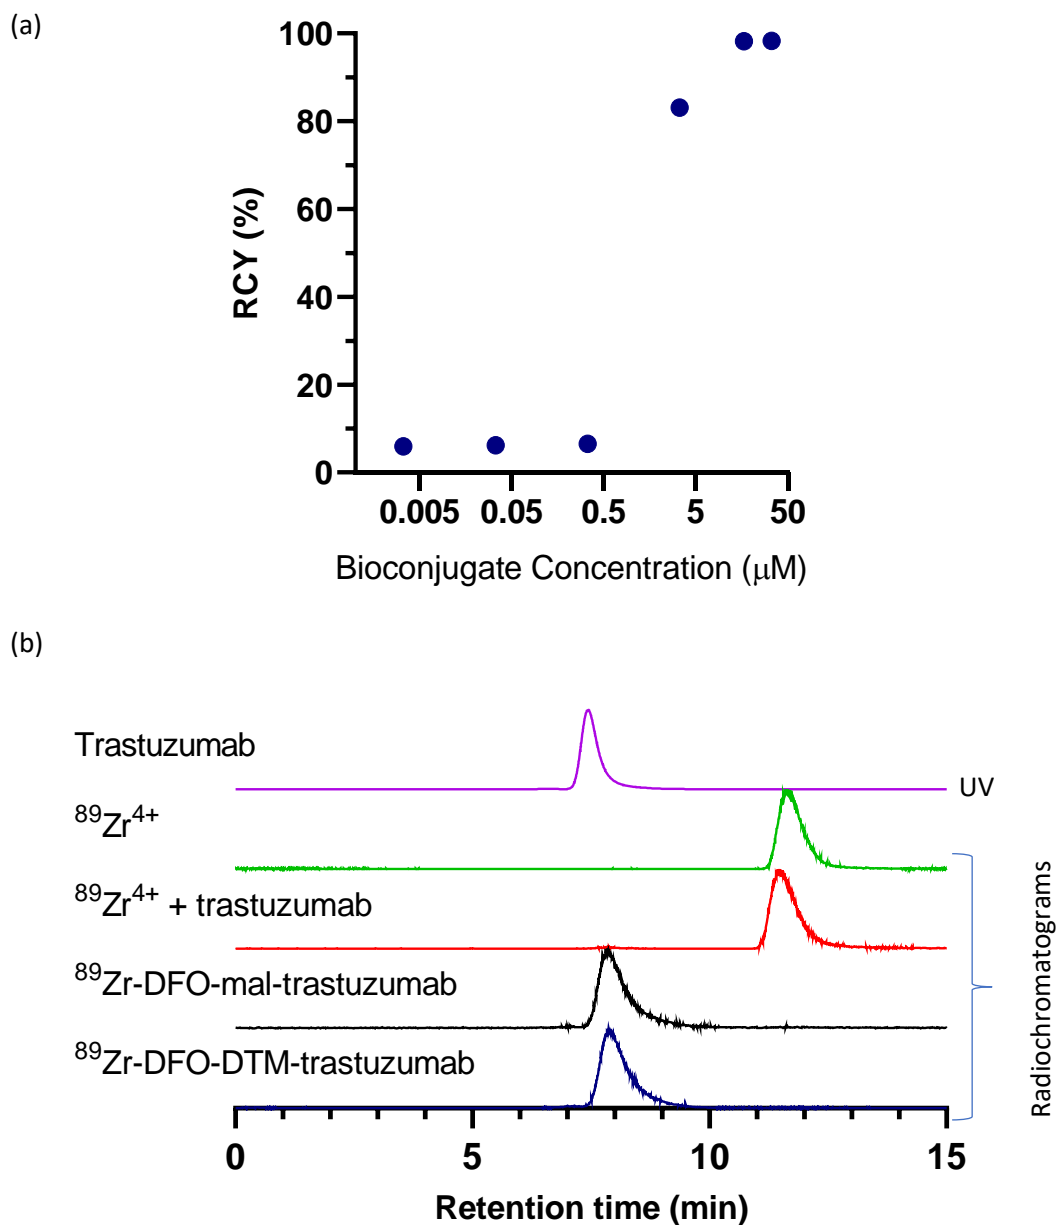 (a)
100
80
60
40
20
0
RCY (%)
0.005 0.05 0.5 5 50
Bioconjugate Concentration (μM)
(b)
Trastuzumab
UV
⁸⁹Zr⁴⁺
⁸⁹Zr⁴⁺ + trastuzumab
⁸⁹Zr-DFO-mal-trastuzumab
⁸⁹Zr-DFO-DTM-trastuzumab
Radiochromatograms
0 5 10 15
Retention time (min)